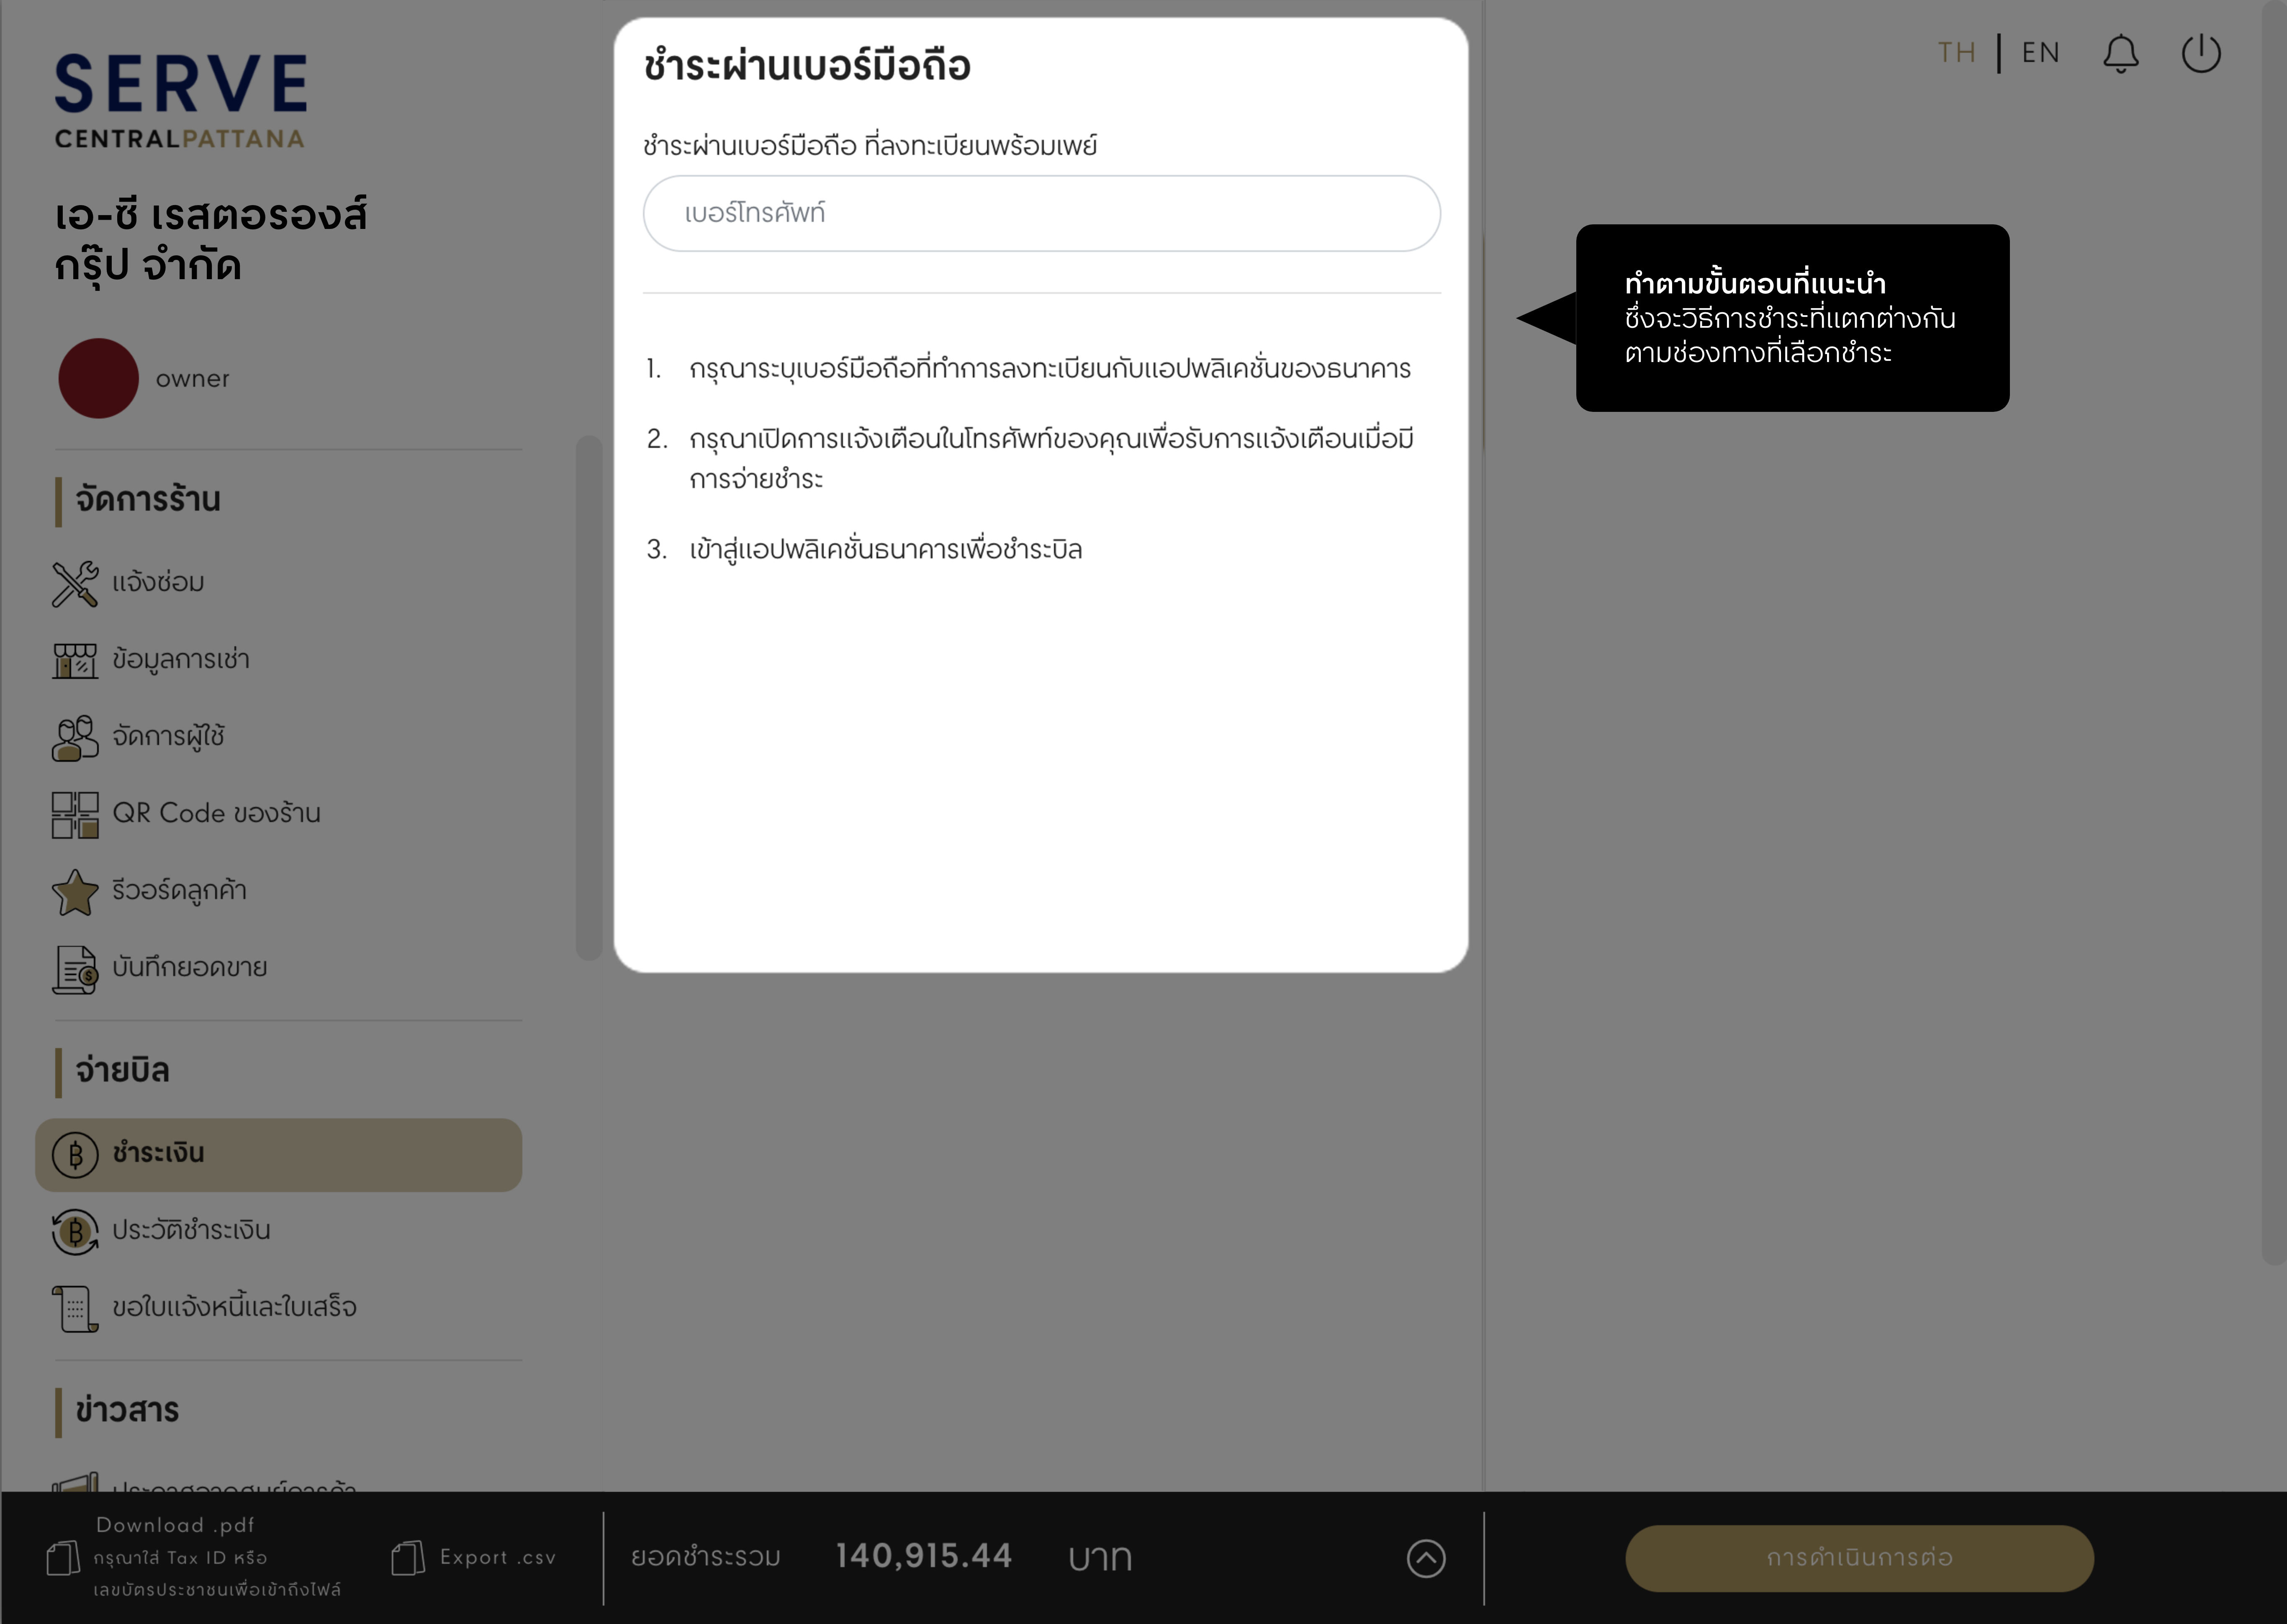 SERVE
CENTRALPATTANA
เอ-ซี เรสตอรองส์
กรุ๊ป จำกัด
owner
จัดการร้าน
แจ้งซ่อม
ข้อมูลการเช่า
จัดการผู้ใช้
QR Code ของร้าน
รีวอร์ดลูกค้า
บันทึกยอดขาย
จ่ายบิล
ชำระเงิน
ประวัติชำระเงิน
ขอใบแจ้งหนี้และใบเสร็จ
ข่าวสาร
ชำระผ่านเบอร์มือถือ
ชำระผ่านเบอร์มือถือ ที่ลงทะเบียนพร้อมเพย์
เบอร์โทรศัพท์
1. กรุณาระบุเบอร์มือถือที่ทำการลงทะเบียนกับแอปพลิเคชั่นของธนาคาร
2. กรุณาเปิดการแจ้งเตือนในโทรศัพท์ของคุณเพื่อรับการแจ้งเตือนเมื่อมี
การจ่ายชำระ
3. เข้าสู่แอปพลิเคชั่นธนาคารเพื่อชำระบิล
TH | EN
ทำตามขั้นตอนที่แนะนำ
ซึ่งจะวิธีการชำระที่แตกต่างกัน
ตามช่องทางที่เลือกชำระ
Download .pdf
กรุณาใส่ Tax ID หรือ
เลขบัตรประชาชนเพื่อเข้าถึงไฟล์
Export .csv
ยอดชำระรวม 140,915.44 บาท
การดำเนินการต่อ